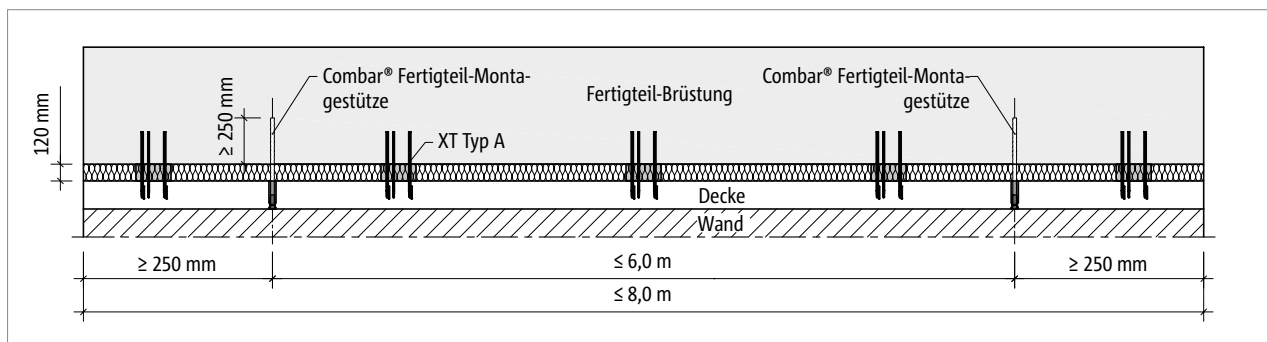 Combar® Fertigteil-Monta-
gestütze
Combar® Fertigteil-Monta-
gestütze
Fertigteil-Brüstung
≥ 250 mm
120 mm
XT Typ A
Decke
Wand
≥ 250 mm
≤ 6,0 m
≥ 250 mm
≤ 8,0 m